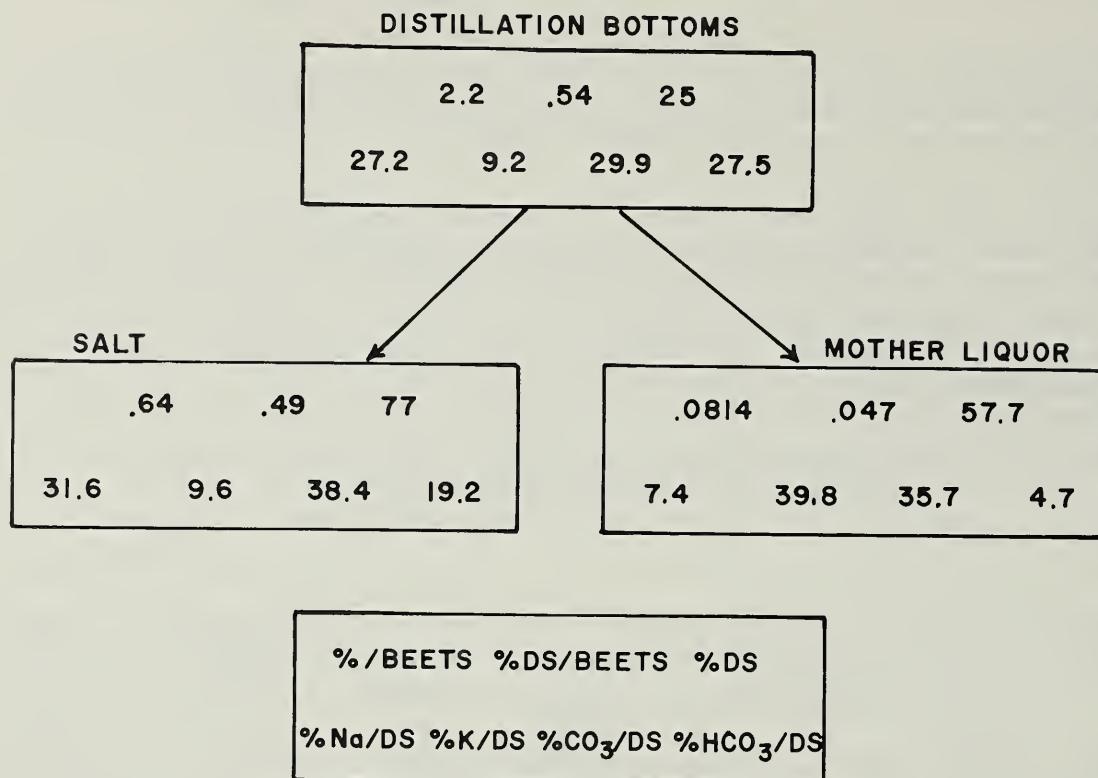 DISTILLATION BOTTOMS
2.2 .54 25
27.2 9.2 29.9 27.5
SALT
.64 .49 77
31.6 9.6 38.4 19.2
MOTHER LIQUOR
.0814 .047 57.7
7.4 39.8 35.7 4.7
%/BEETS %DS/BEETS %DS
%Na/DS %K/DS %CO₃/DS %HCO₃/DS